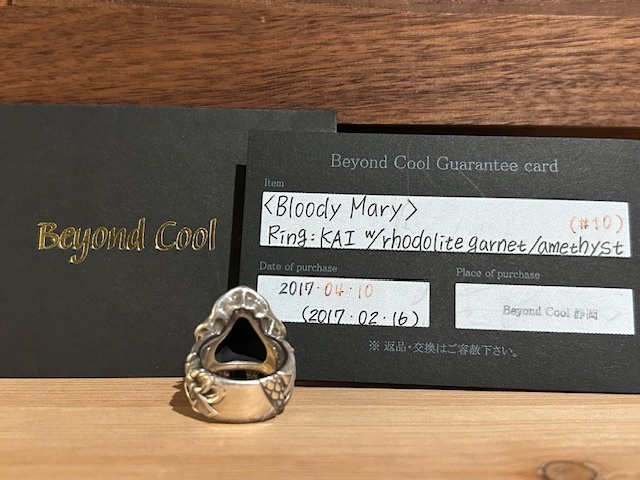 Beyond Cool
Beyond Cool Guarantee card
Item
<Bloody Mary>
(#10)
Ring: KAI w/rhodolite garnet/amethyst
Date of purchase
2017.04.10
(2017.02.16)
Place of purchase
Beyond Cool 静岡
※ 返品・交換はご容赦下さい。